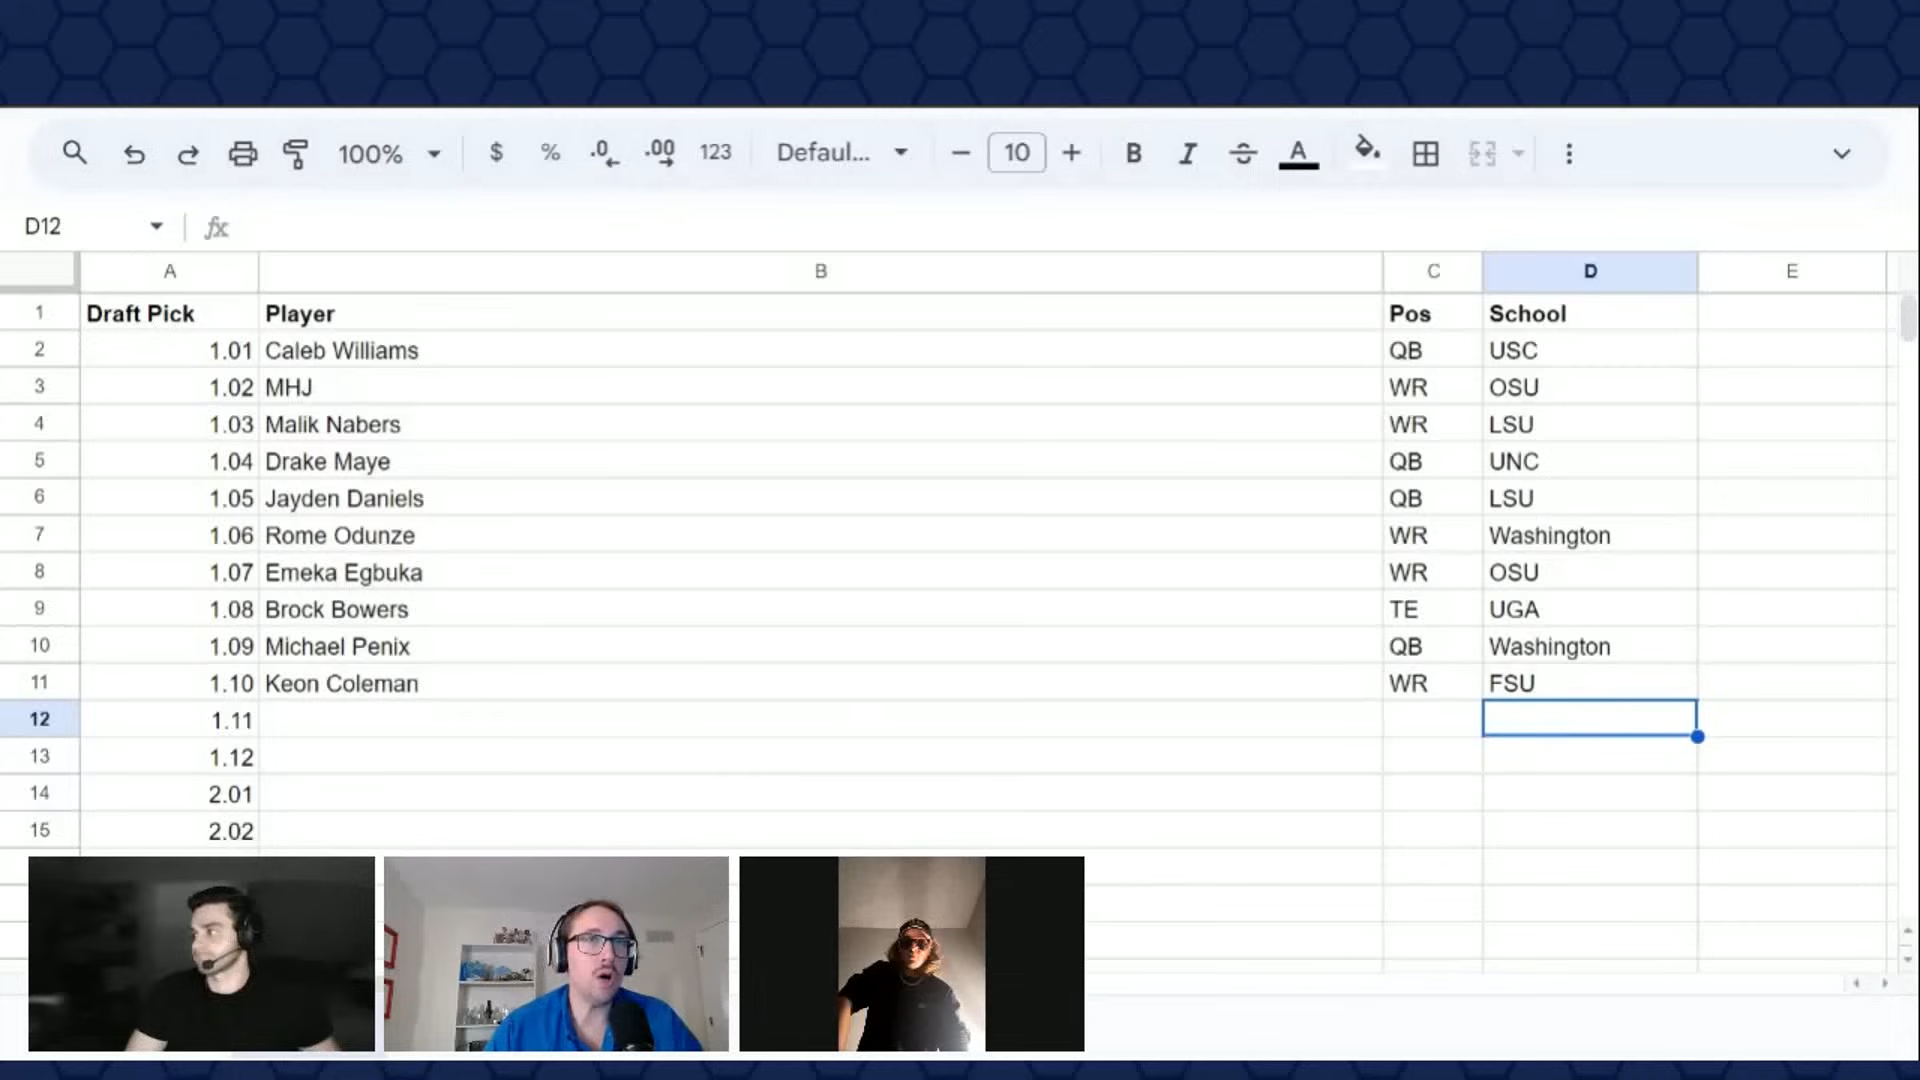 100% $ % .0 .00 123 Defaul... − 10 + B I S A
D12 fx
A B C D E
1 Draft Pick Player Pos School
2 1.01 Caleb Williams QB USC
3 1.02 MHJ WR OSU
4 1.03 Malik Nabers WR LSU
5 1.04 Drake Maye QB UNC
6 1.05 Jayden Daniels QB LSU
7 1.06 Rome Odunze WR Washington
8 1.07 Emeka Egbuka WR OSU
9 1.08 Brock Bowers TE UGA
10 1.09 Michael Penix QB Washington
11 1.10 Keon Coleman WR FSU
12 1.11
13 1.12
14 2.01
15 2.02